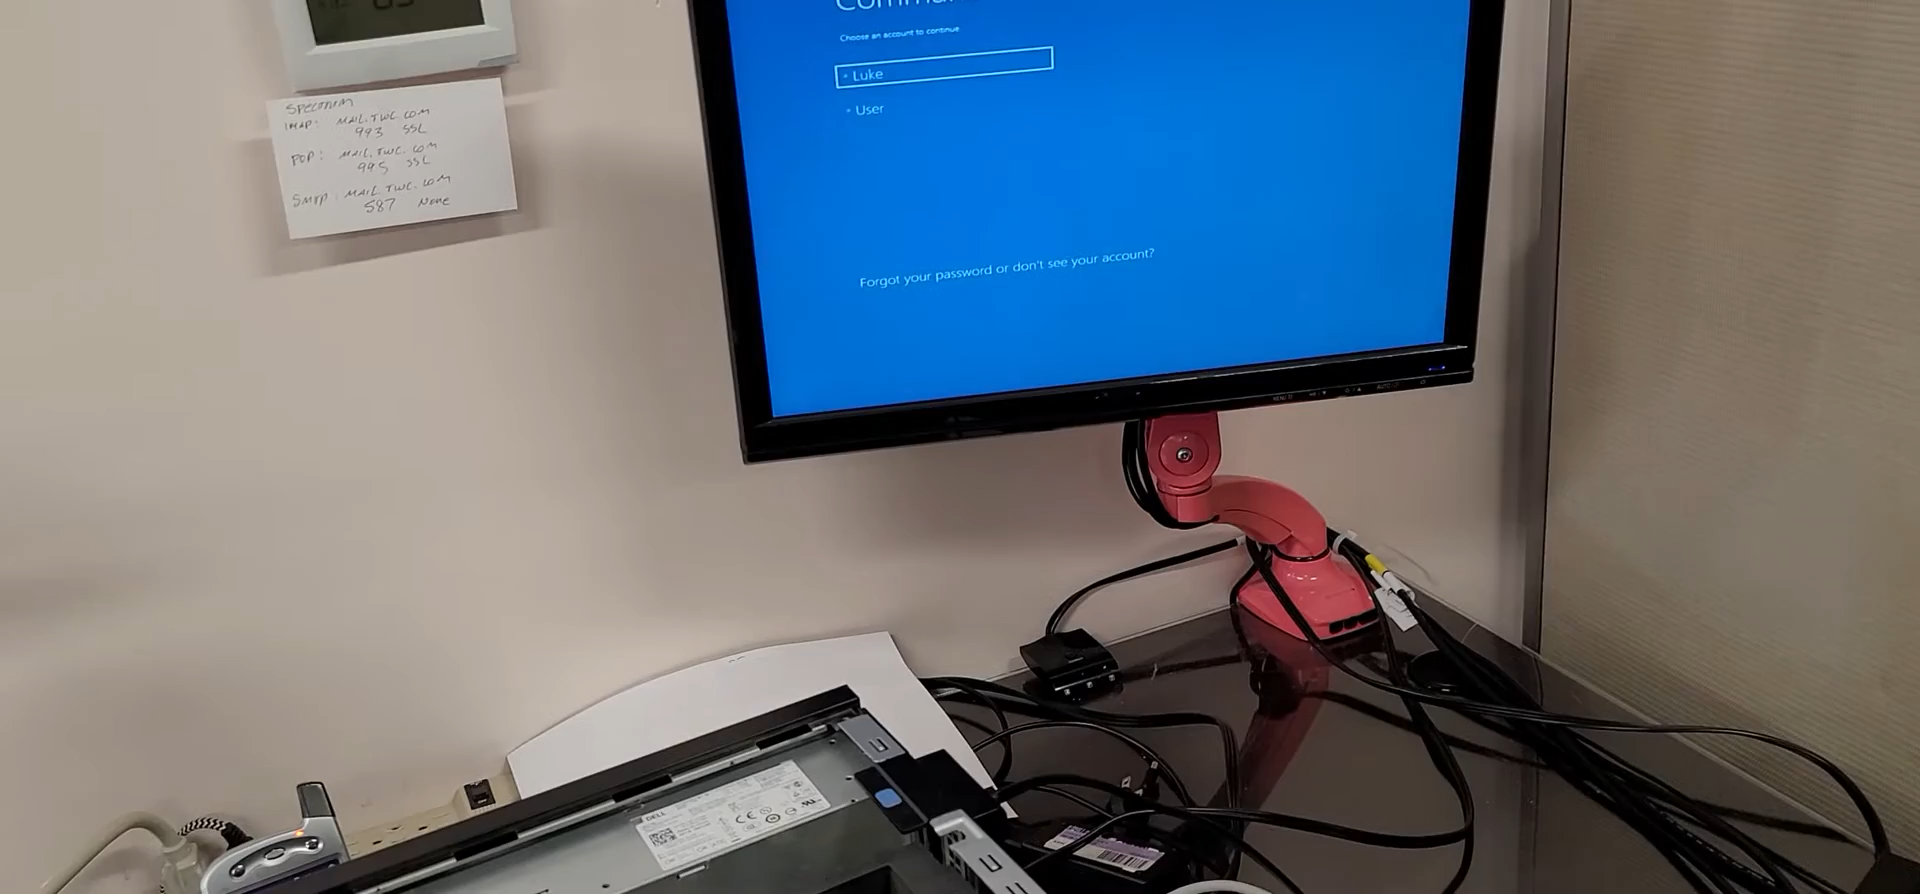 Choose an account to continue
Luke
User
Forgot your password or don't see your account?
SPECTRUM
IMAP: MAIL.TWC.COM
993 SSL
POP: MAIL.TWC.COM
995 SSL
SMTP: MAIL.TWC.COM
587 None
DELL